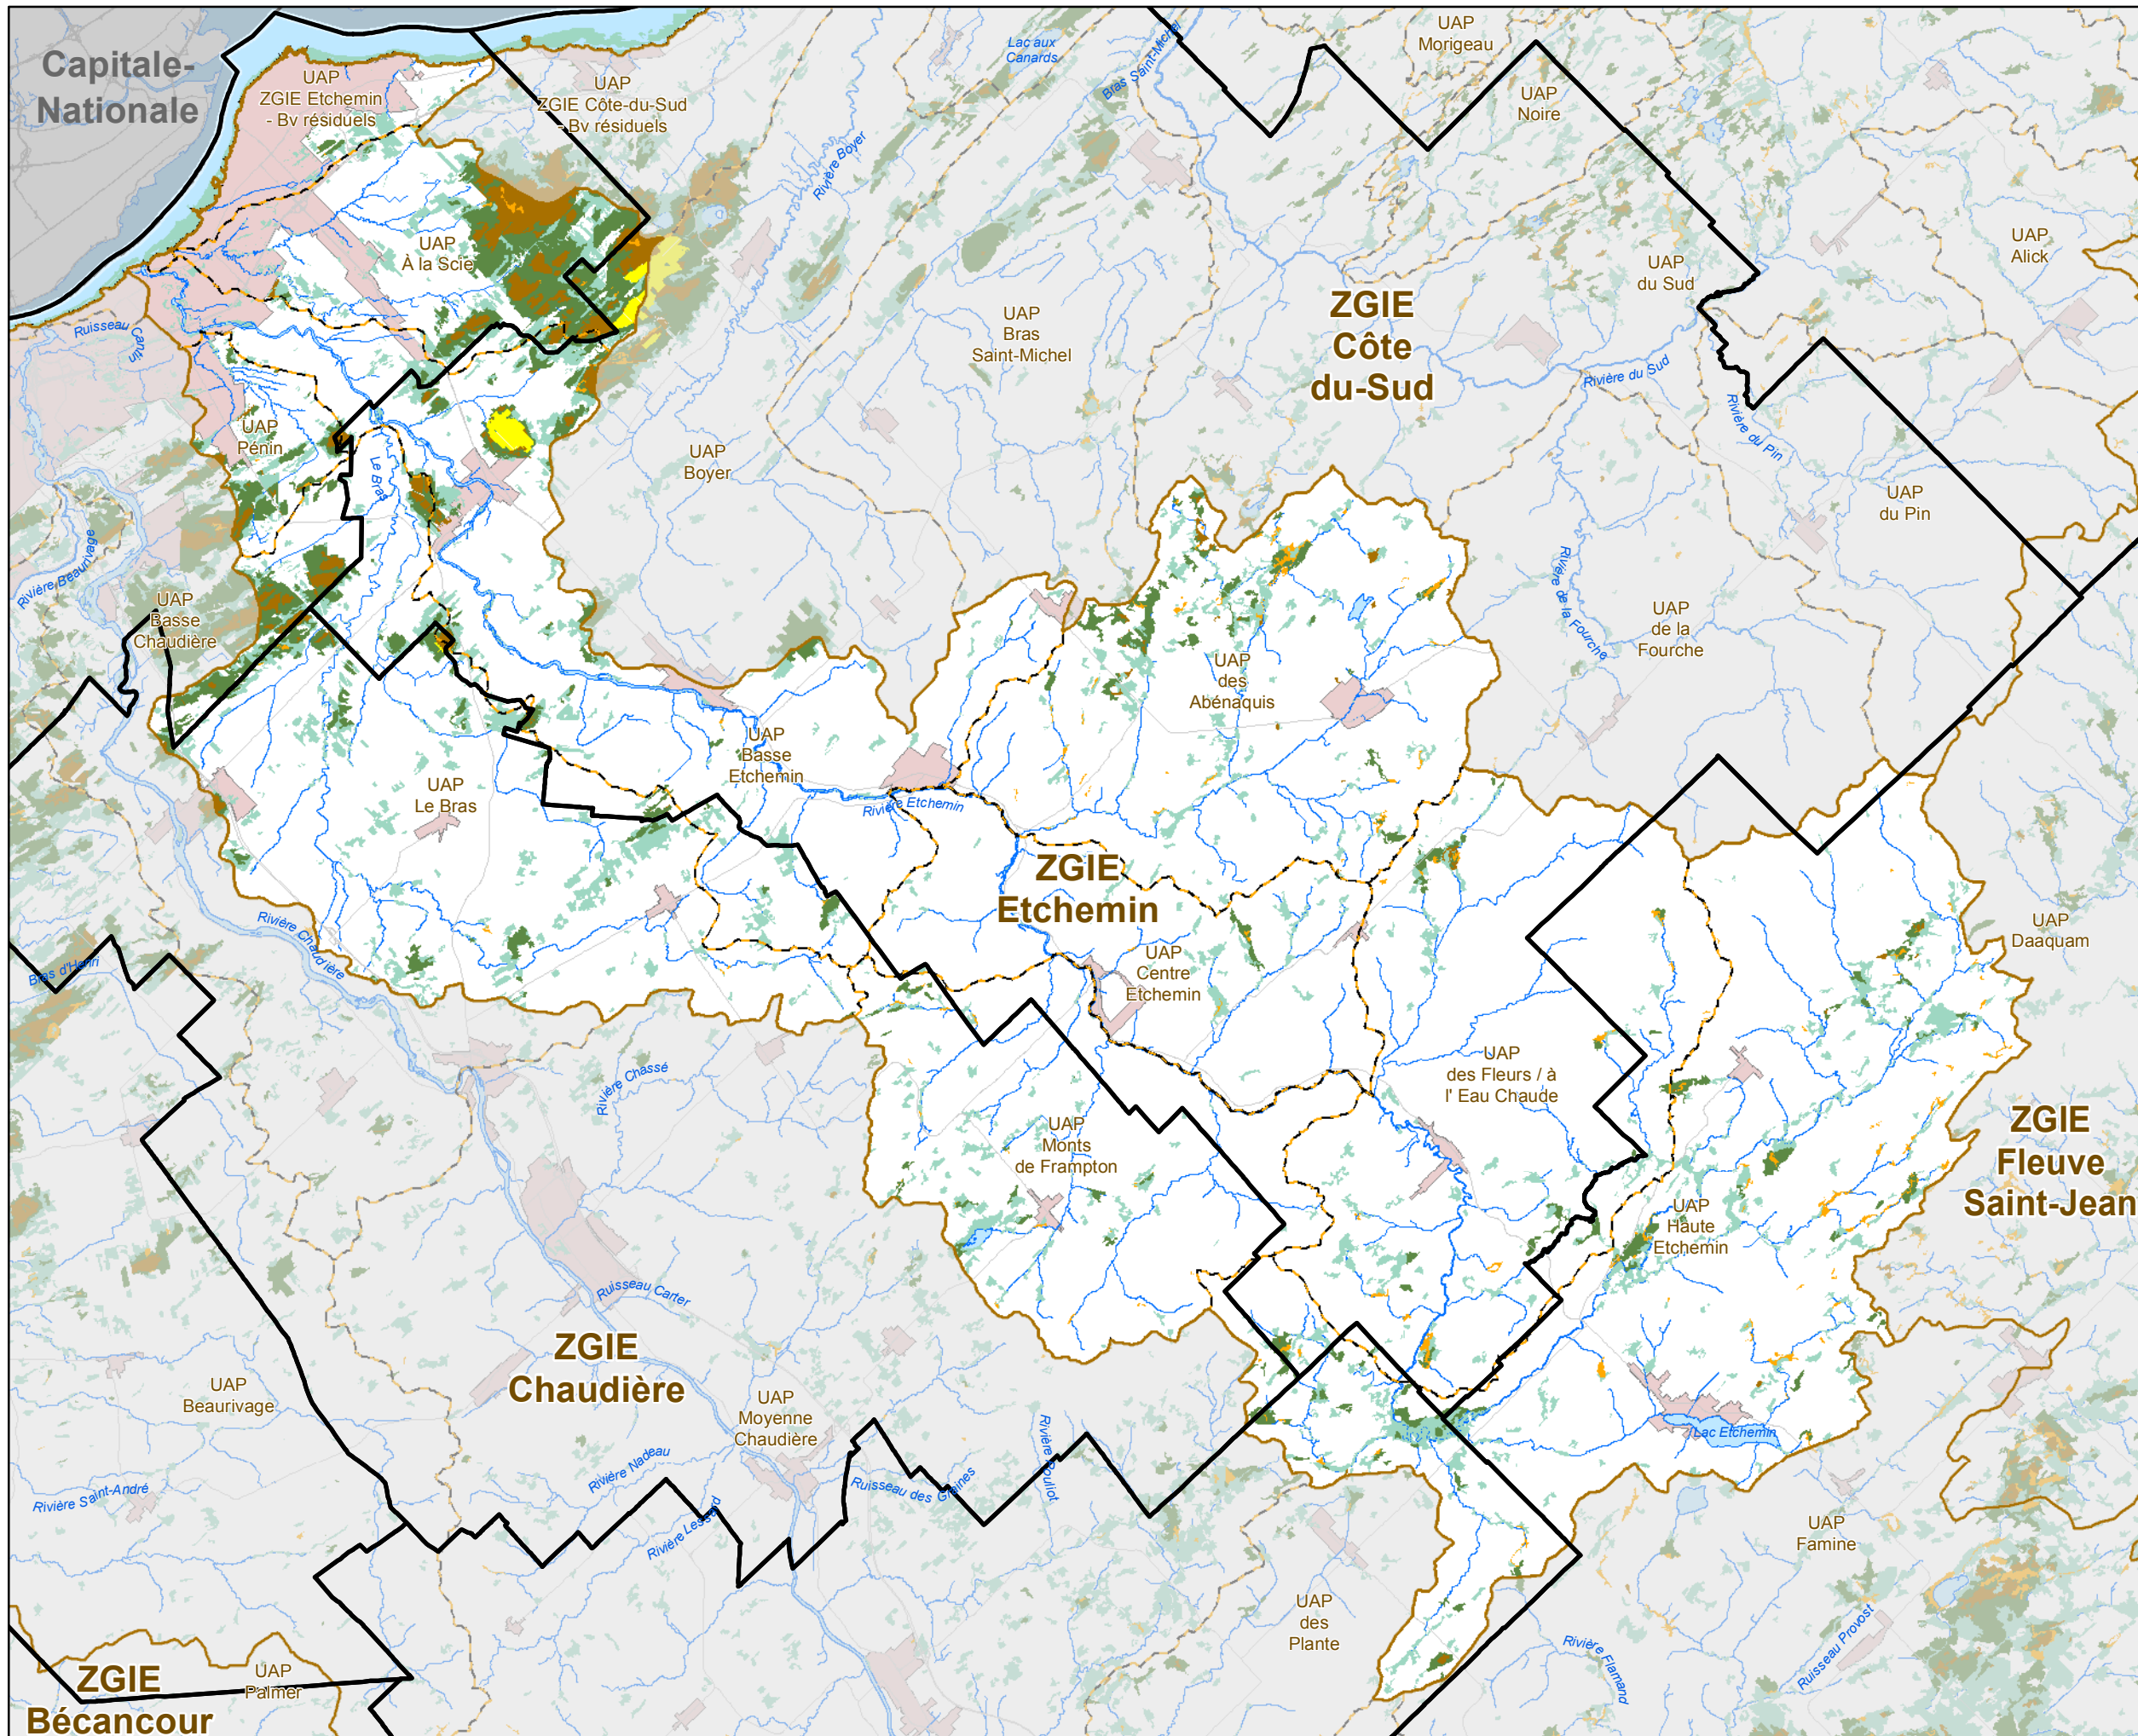 Capitale-
Nationale
UAP
ZGIE Etchemin
- Bv résiduels
UAP
ZGIE Côte-du-Sud
- Bv résiduels
Lac aux
Canards
Bras Saint-Michel
UAP
Morigeau
UAP
Noire
Rivière Boyer
UAP
À la Scie
UAP
du Sud
UAP
Alick
Ruisseau Cantin
UAP
Bras
Saint-Michel
ZGIE
Côte
du-Sud
Rivière du Sud
Rivière du Pin
UAP
Pénin
Le Bras
UAP
Boyer
UAP
du Pin
Rivière Beaurivage
UAP
Basse
Chaudière
Rivière de la Fourche
UAP
de la
Fourche
UAP
des
Abénaquis
UAP
Basse
Etchemin
UAP
Le Bras
Rivière Etchemin
ZGIE
Etchemin
Rivière Chaudière
Bras d'Henri
UAP
Centre
Etchemin
UAP
Daaquam
Rivière Chassé
UAP
des Fleurs / à
l' Eau Chaude
UAP
Monts
de Frampton
ZGIE
Fleuve
Saint-Jean
UAP
Haute
Etchemin
Ruisseau Carter
ZGIE
Chaudière
UAP
Beaurivage
UAP
Moyenne
Chaudière
Lac Etchemin
Rivière Nadeau
Ruisseau des Graines
Rivière Pouliot
Rivière Saint-André
Rivière Lessard
UAP
Famine
UAP
des
Plante
Rivière Flamand
Ruisseau Provost
ZGIE
Bécancour
UAP
Palmer